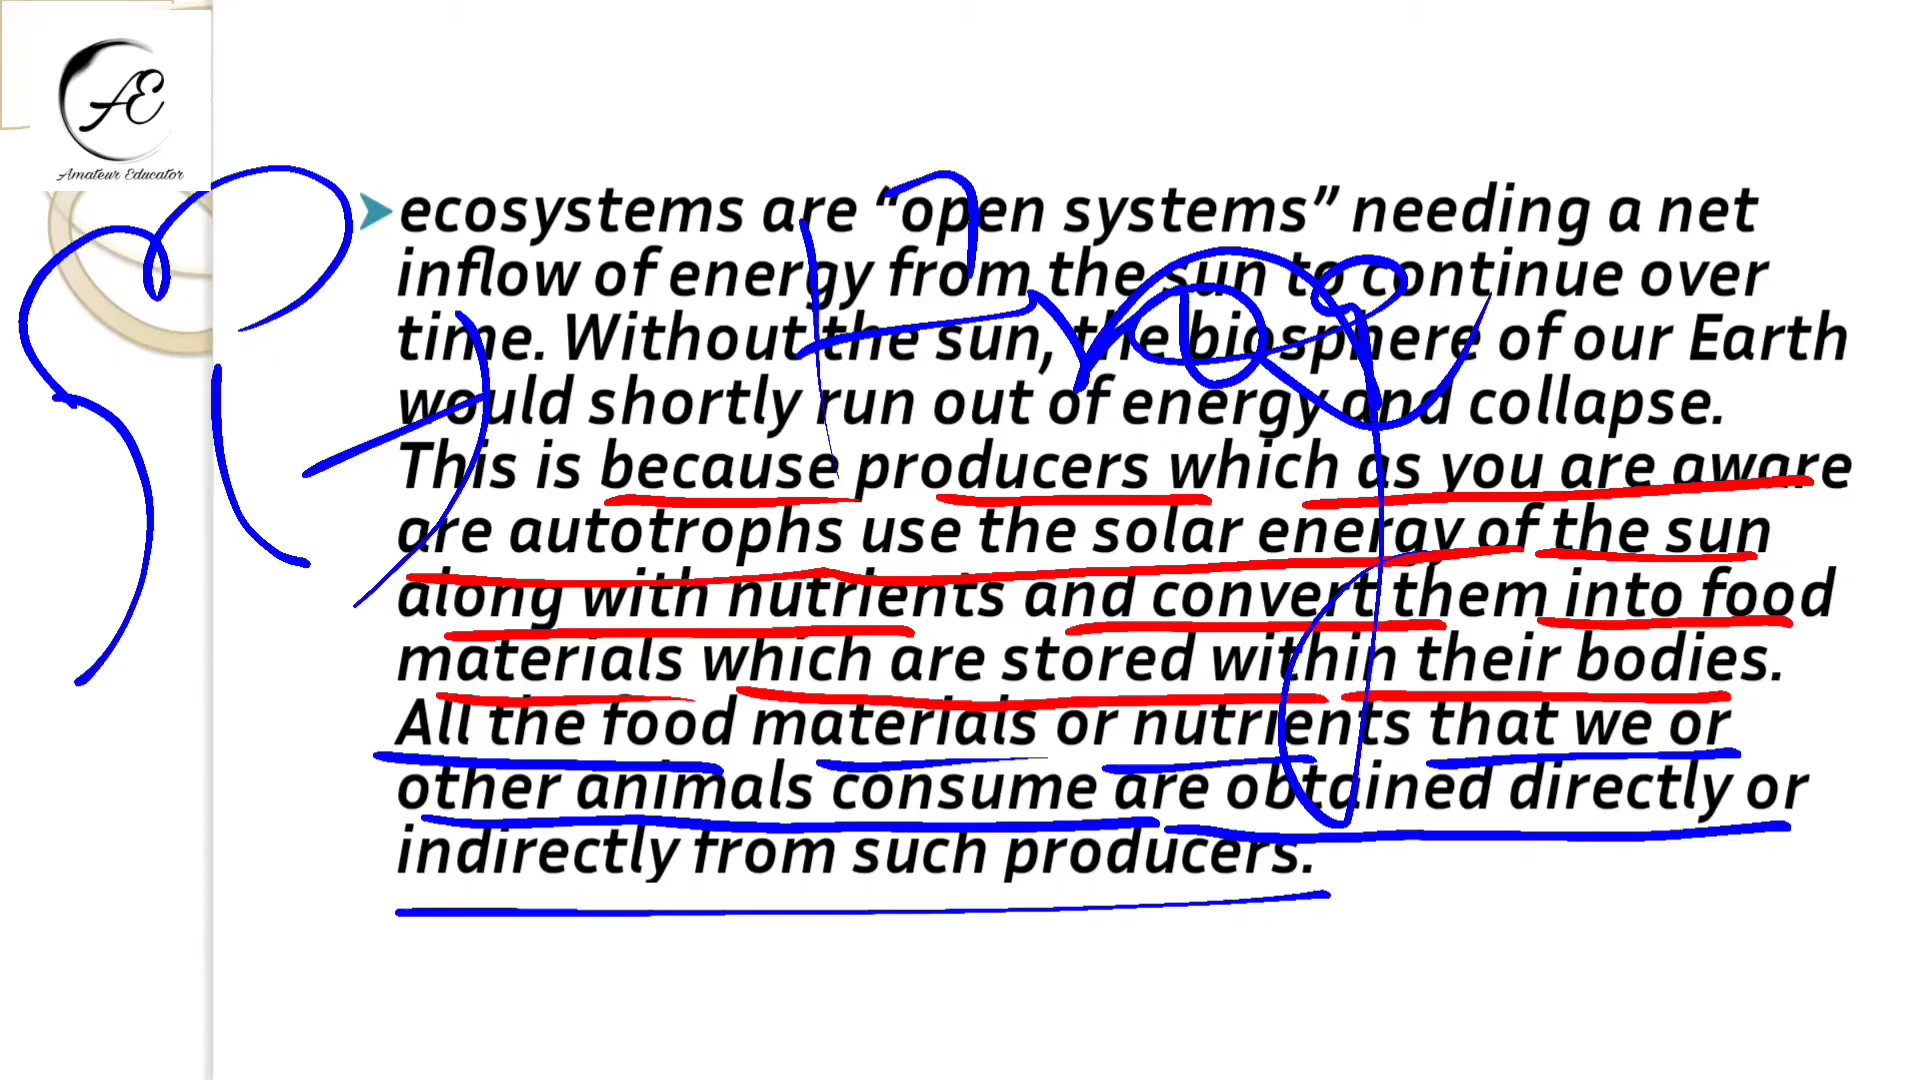 AE
Amateur Educator
ecosystems are “open systems” needing a net
inflow of energy from the sun to continue over
time. Without the sun, the biosphere of our Earth
would shortly run out of energy and collapse.
This is because producers which as you are aware
are autotrophs use the solar energy of the sun
along with nutrients and convert them into food
materials which are stored within their bodies.
All the food materials or nutrients that we or
other animals consume are obtained directly or
indirectly from such producers.